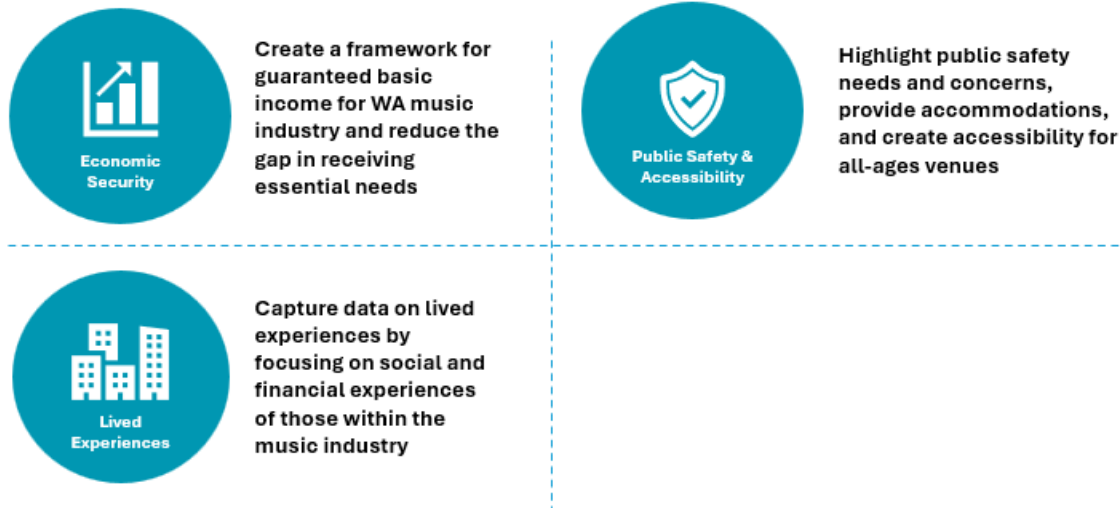 Economic
Security
Create a framework for
guaranteed basic
income for WA music
industry and reduce the
gap in receiving
essential needs
Public Safety &
Accessibility
Highlight public safety
needs and concerns,
provide accommodations,
and create accessibility for
all-ages venues
Lived
Experiences
Capture data on lived
experiences by
focusing on social and
financial experiences
of those within the
music industry